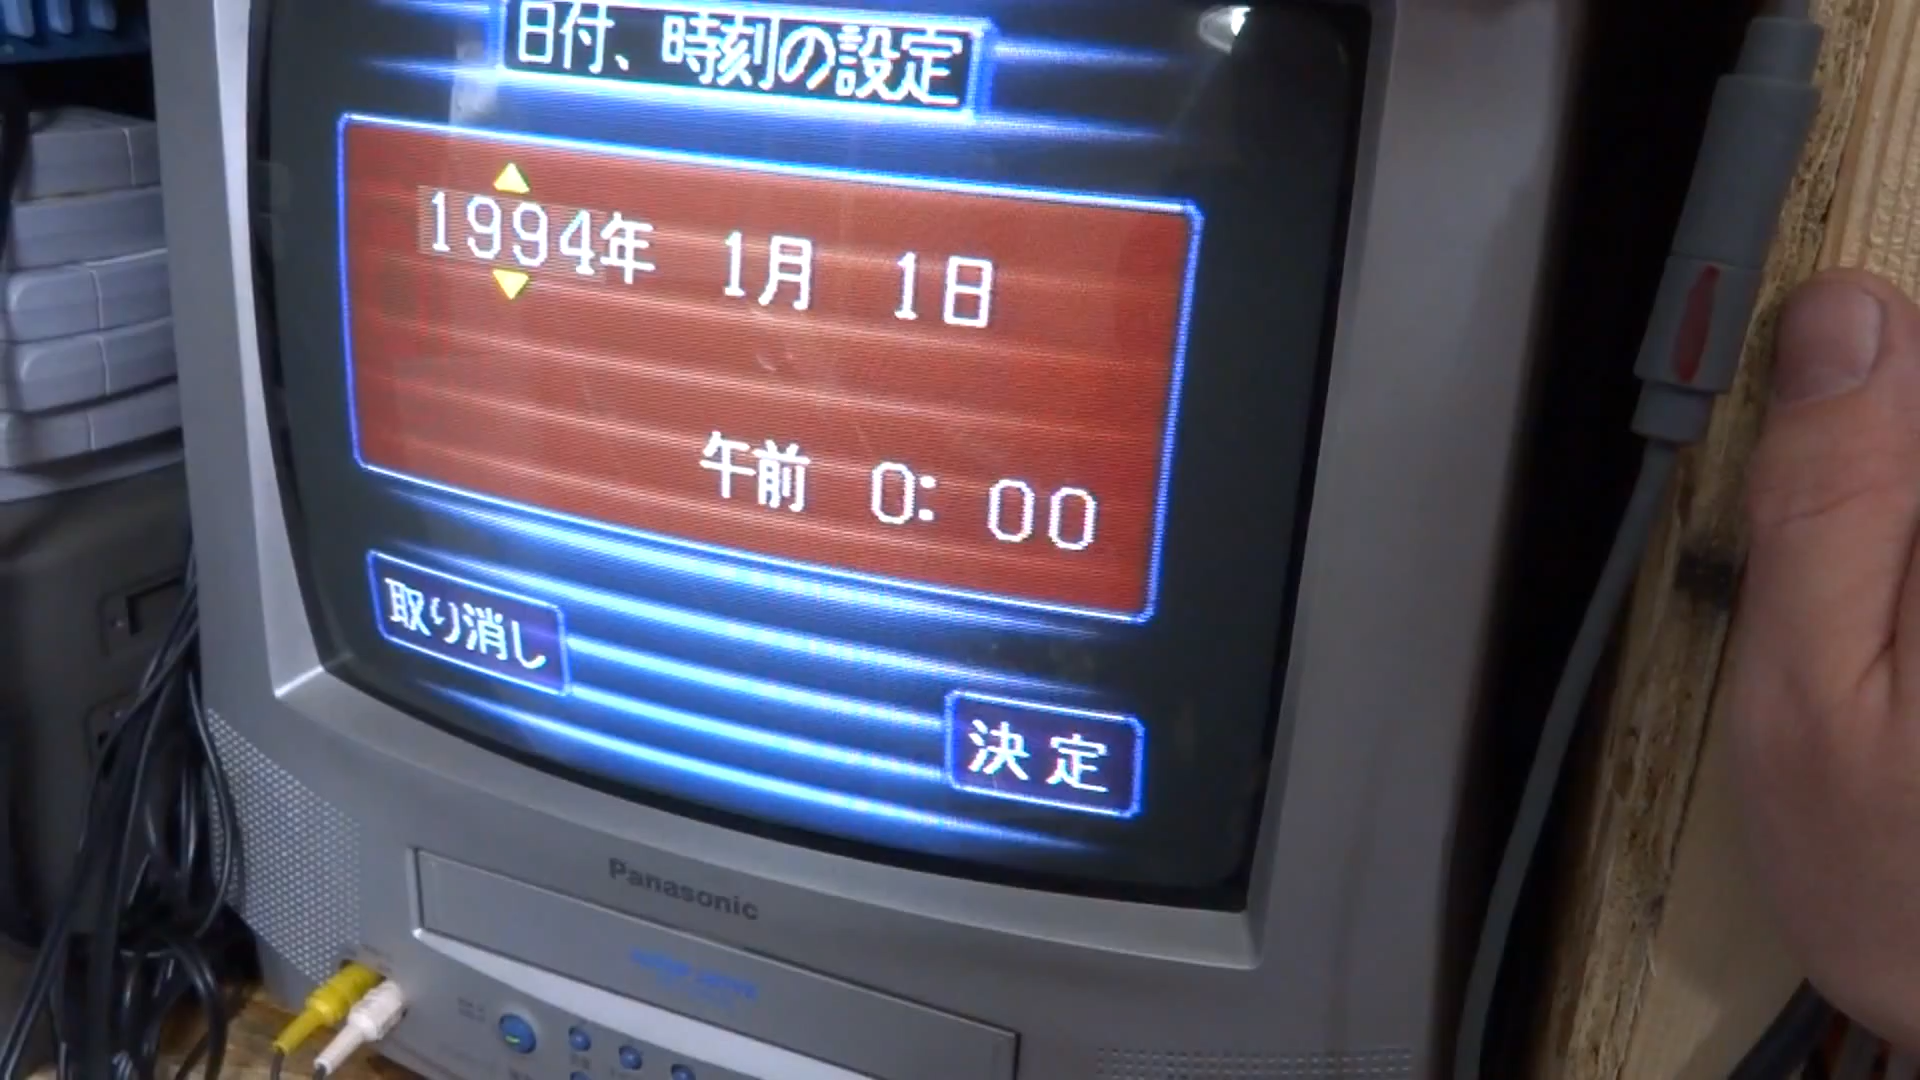 日付、時刻の設定
1994年 1月 1日
午前 0:00
取り消し
決定
Panasonic